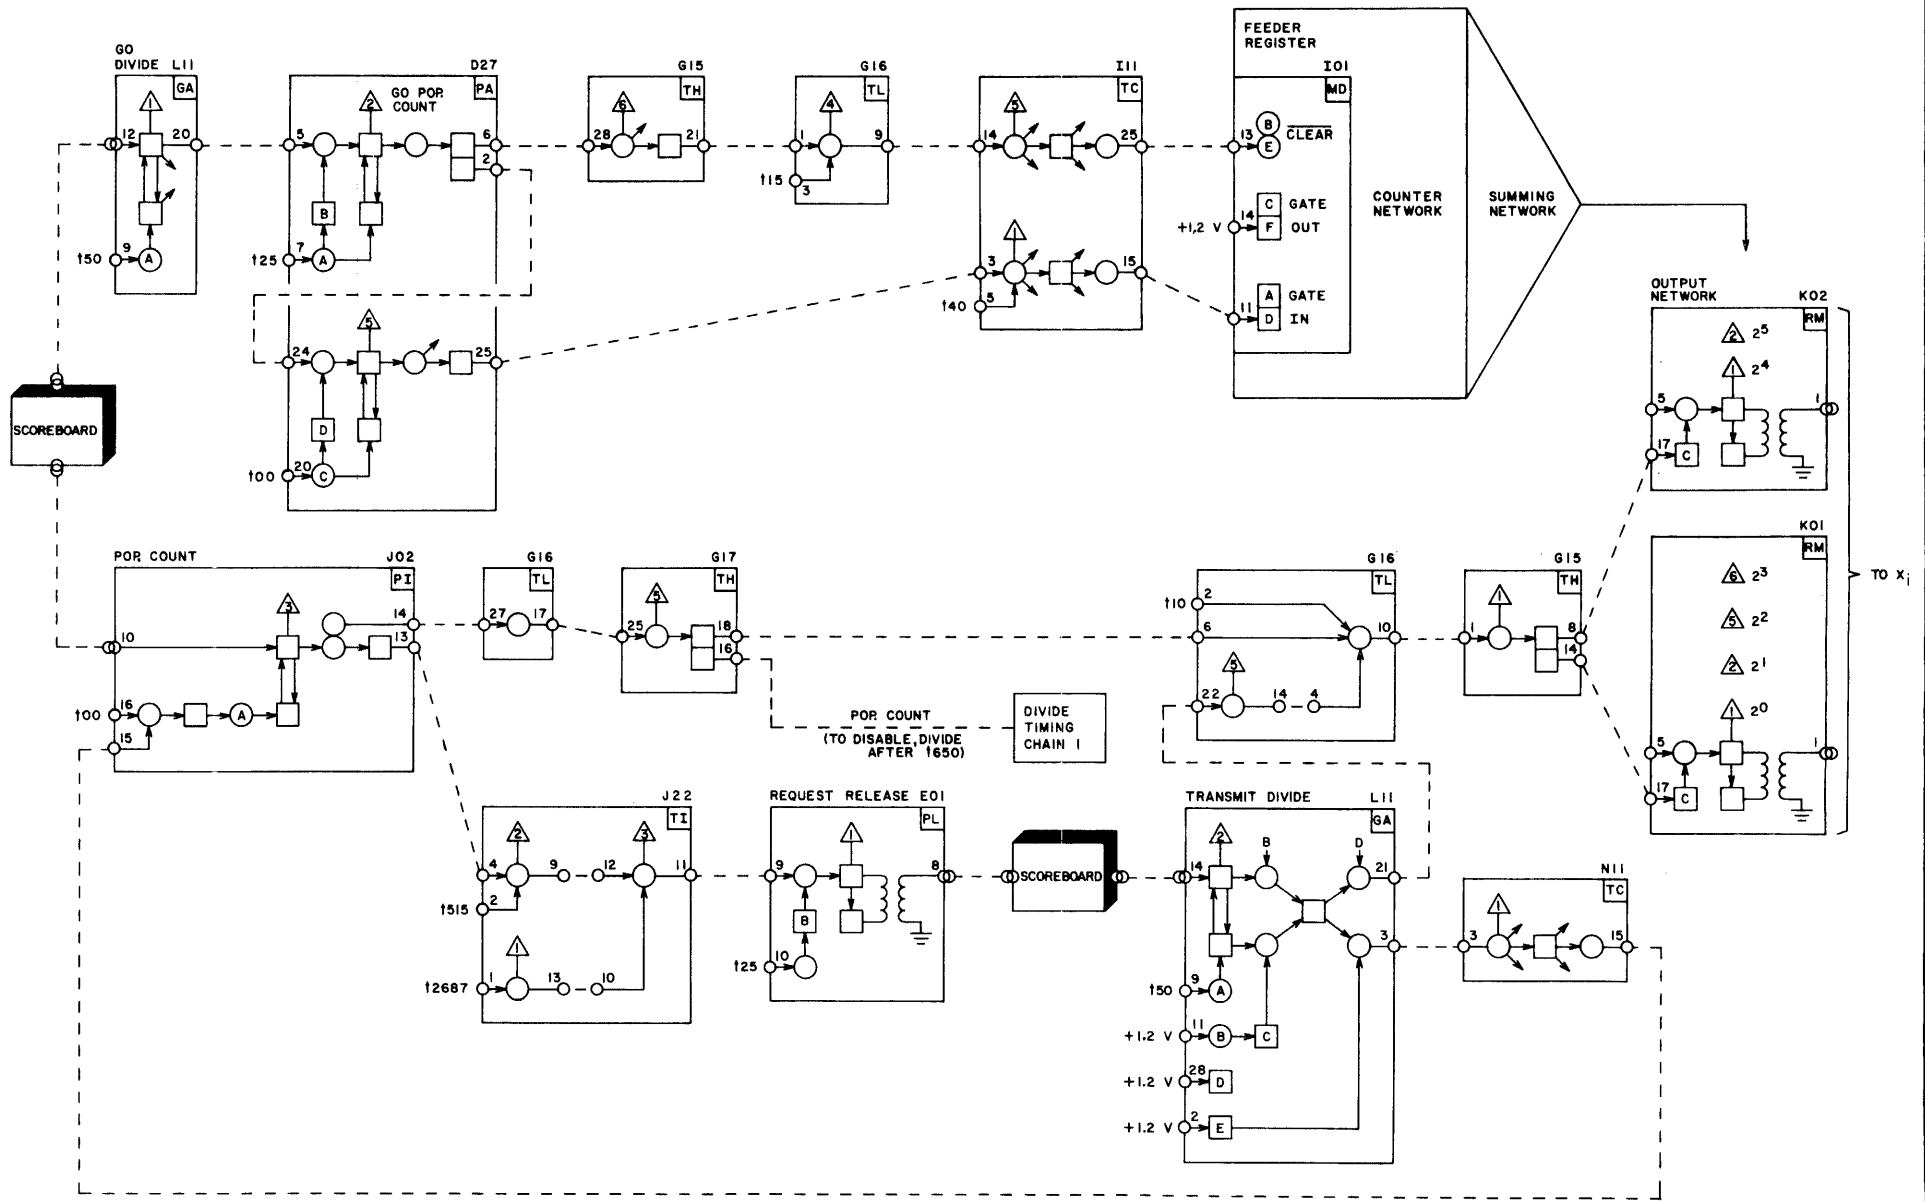 GO
DIVIDE L11
GA
1
12
20
t50
9
A
D27
PA
GO POP.
COUNT
2
5
6
2
B
t25
7
A
5
24
25
D
t00
20
C
G15
TH
6
28
21
G16
TL
4
1
9
t15
3
I11
TC
5
14
25
1
3
15
t40
5
FEEDER
REGISTER
I01
MD
B
CLEAR
13
E
C GATE
14
+1.2 V
F OUT
A GATE
11
D IN
COUNTER
NETWORK
SUMMING
NETWORK
OUTPUT
NETWORK K02
RM
2 2⁵
1 2⁴
5
1
17
C
K01
RM
6 2³
5 2²
2 2¹
1 2⁰
5
1
17
C
TO Xi
SCOREBOARD
POP. COUNT J02
PI
10
3
14
13
t00
16
A
15
G16
TL
27
17
G17
TH
5
25
18
16
POP. COUNT
(TO DISABLE, DIVIDE
AFTER t650)
DIVIDE
TIMING
CHAIN 1
G16
TL
t10
2
6
10
5
22
14
4
G15
TH
1
1
8
14
J22
TI
2
3
4
9
12
11
t515
2
1
t2687
1
13
10
REQUEST RELEASE E01
PL
1
9
8
B
t25
10
SCOREBOARD
TRANSMIT DIVIDE L11
GA
2
B
D
14
21
3
t50
9
A
+1.2 V
11
B
C
+1.2 V
28
D
+1.2 V
2
E
N11
TC
1
3
15